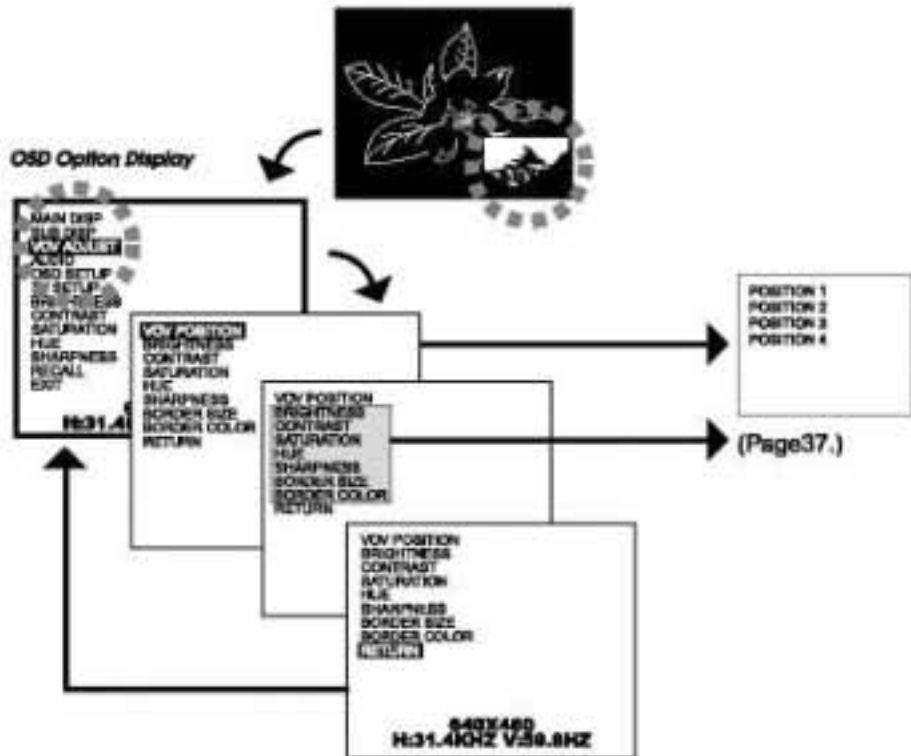 OSD Option Display
MAIN DISP
SUB DISP
VOV ADJUST
AUDIO
OSD SETUP
SETUP
BRIGHTNESS
CONTRAST
SATURATION
HUE
SHARPNESS
RECALL
EXIT
H:31.4
VOV POSITION
BRIGHTNESS
CONTRAST
SATURATION
HUE
SHARPNESS
BORDER SIZE
BORDER COLOR
RETURN
VOV POSITION
BRIGHTNESS
CONTRAST
SATURATION
HUE
SHARPNESS
BORDER SIZE
BORDER COLOR
RETURN
VOV POSITION
BRIGHTNESS
CONTRAST
SATURATION
HUE
SHARPNESS
BORDER SIZE
BORDER COLOR
RETURN
640X480
H:31.4KHZ V:59.8HZ
POSITION 1
POSITION 2
POSITION 3
POSITION 4
(Page37.)